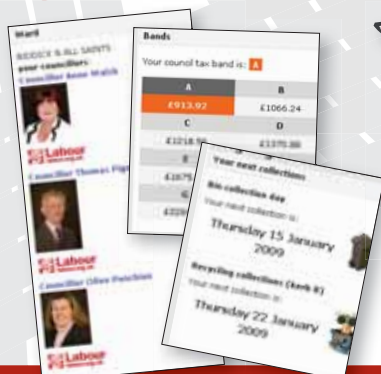 Ward
& ALL SAINTS
your councillors:
Councillor Anne Walsh
Labour
Councillor Thomas
Labour
Councillor Olive
Labour
Bands
Your council tax band is: A
A B
£913.92 £1066.24
C D
Your next collections
Bin collection day
Your next collection is:
Thursday 15 January
2009
Recycling collections (kerb it)
Your next collection is:
Thursday 22 January
2009